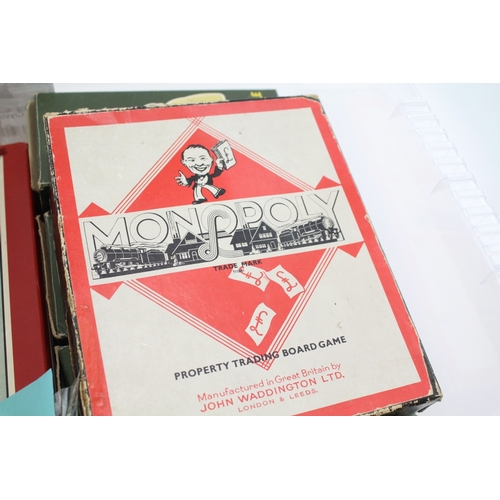 MONOPOLY
TRADE MARK
PROPERTY TRADING BOARD GAME
Manufactured in Great Britain by
JOHN WADDINGTON LTD.
LONDON & LEEDS.